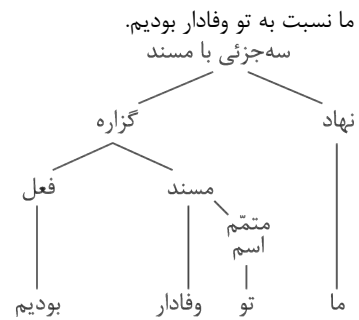 ما نسبت به تو وفادار بودیم.
سه‌جزئی با مسند
نهاد
گزاره
مسند
فعل
متمّم
اسم
ما
تو
وفادار
بودیم